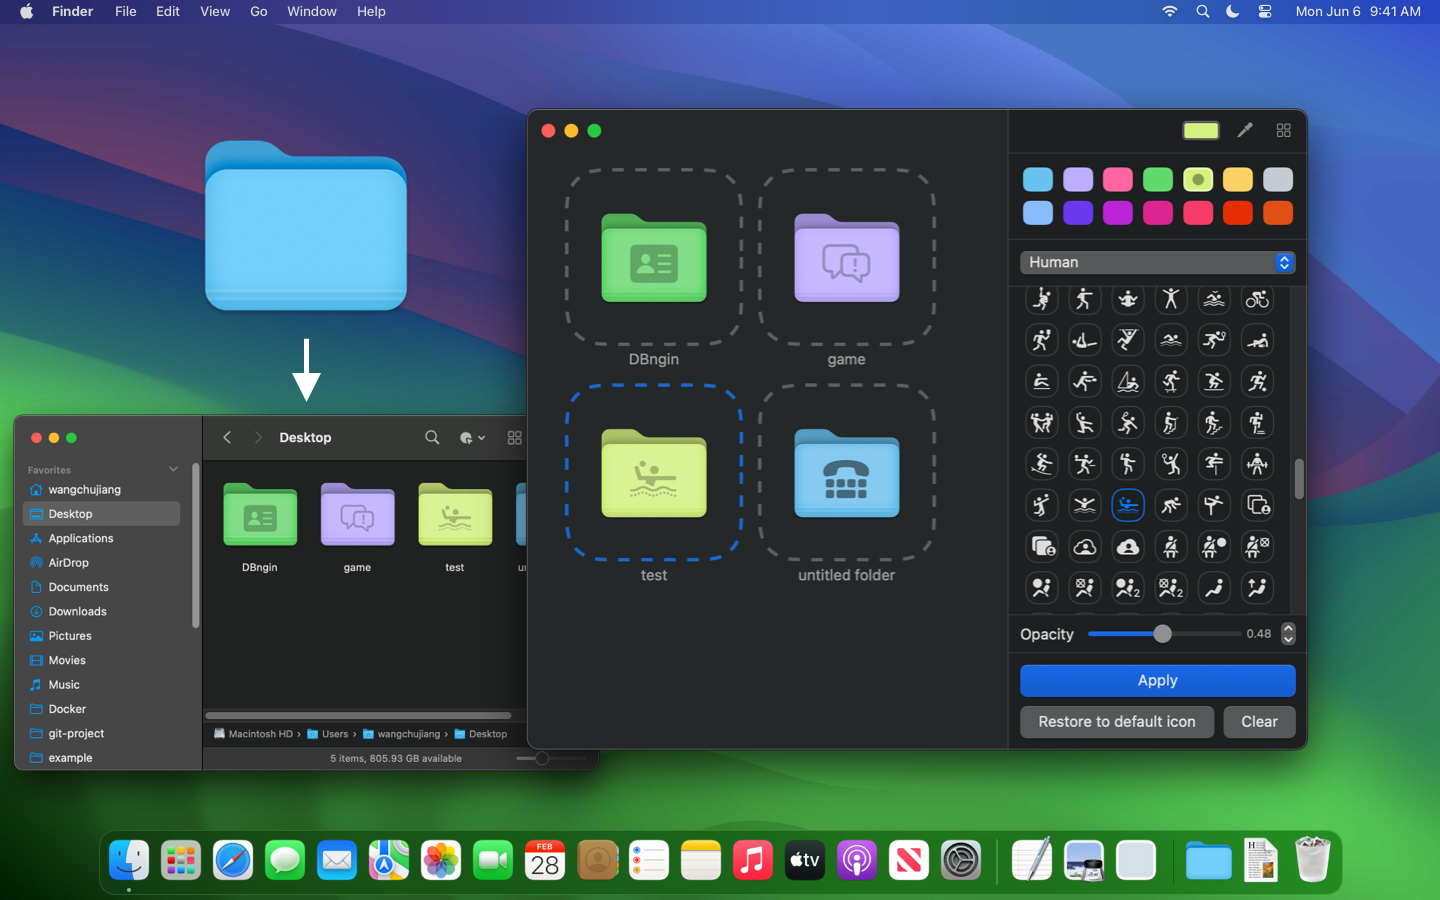 Finder File Edit View Go Window Help
Mon Jun 6 9:41 AM
DBngin
game
test
untitled folder
Human
2
2
Opacity
0.48
Apply
Restore to default icon
Clear
Desktop
Favorites
wangchujiang
Desktop
Applications
AirDrop
Documents
Downloads
Pictures
Movies
Music
Docker
git-project
example
DBngin
game
test
Macintosh HD › Users › wangchujiang › Desktop
5 items, 805.93 GB available
FEB
28
tv